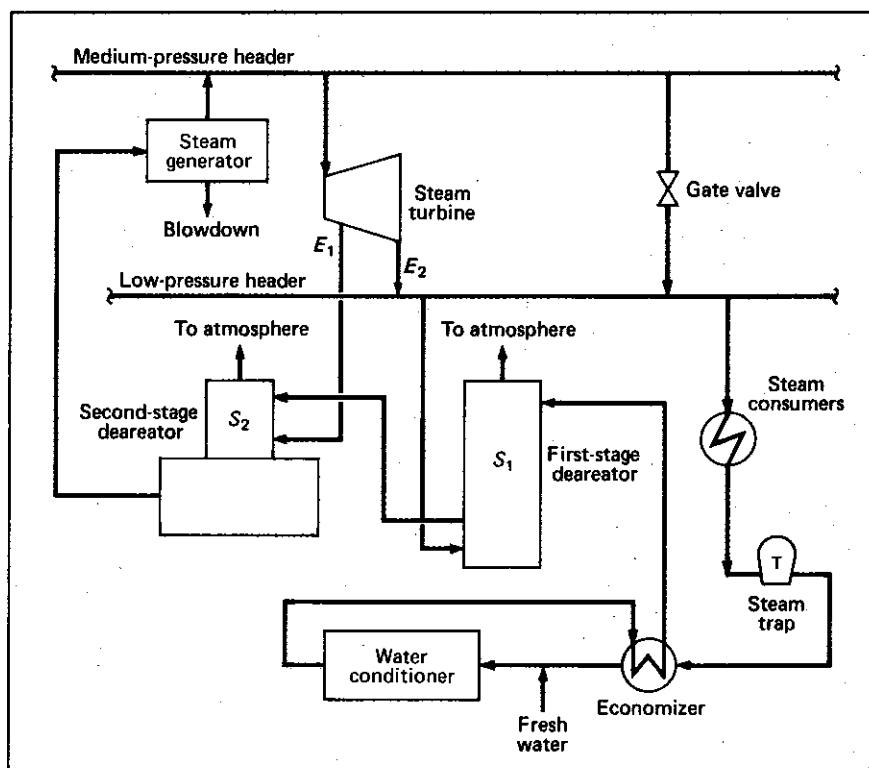 Medium-pressure header
Steam
generator
Blowdown
Steam
turbine
Gate valve
E1
E2
Low-pressure header
To atmosphere
To atmosphere
Second-stage
deareator
S2
S1
First-stage
deareator
Steam
consumers
T
Steam
trap
Water
conditioner
Fresh
water
Economizer